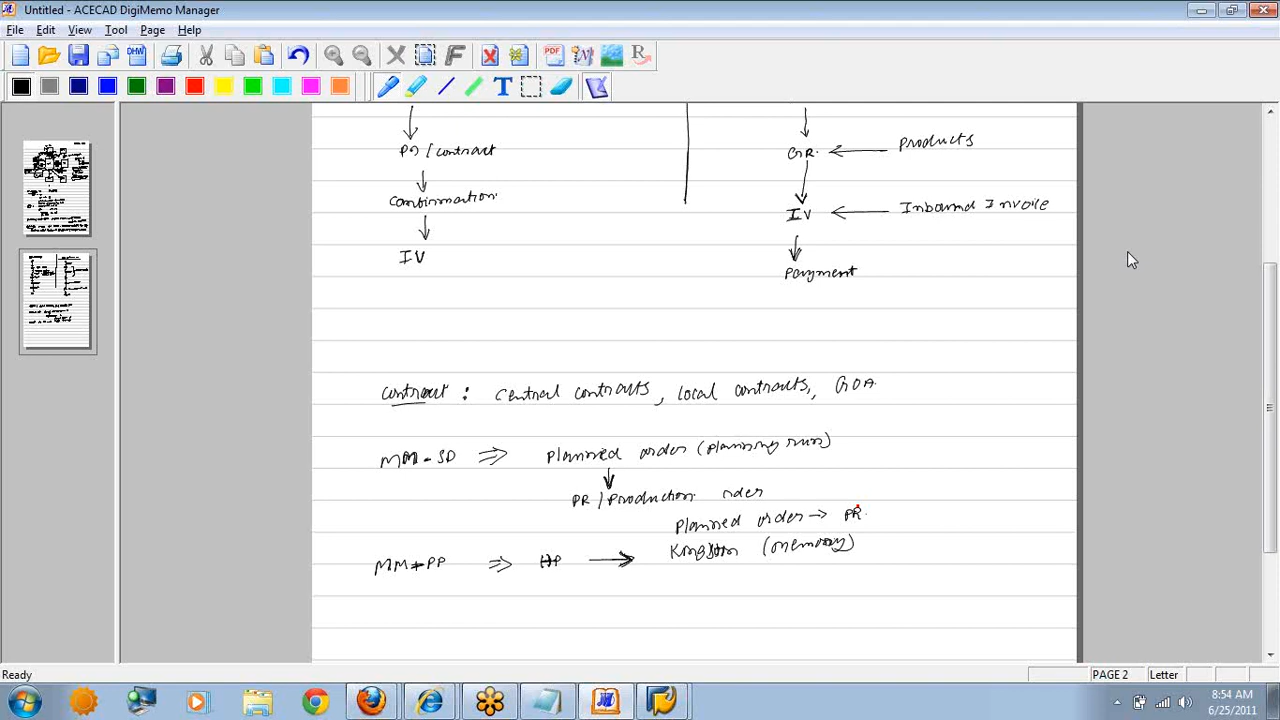 Untitled - ACECAD DigiMemo Manager
File Edit View Tool Page Help
DHW PDF R
T
PO / contract
Confirmation
IV
GR. Products
IV Inbound Invoice
Payment
Contract : Central contracts, Local contracts, GOA
MM - SD ⇒ Planned order (planning run)
PR / Production order
Planned order → PR.
MM + PP ⇒ HP → Kingston (memory)
Ready
PAGE 2 Letter
8:54 AM
6/25/2011